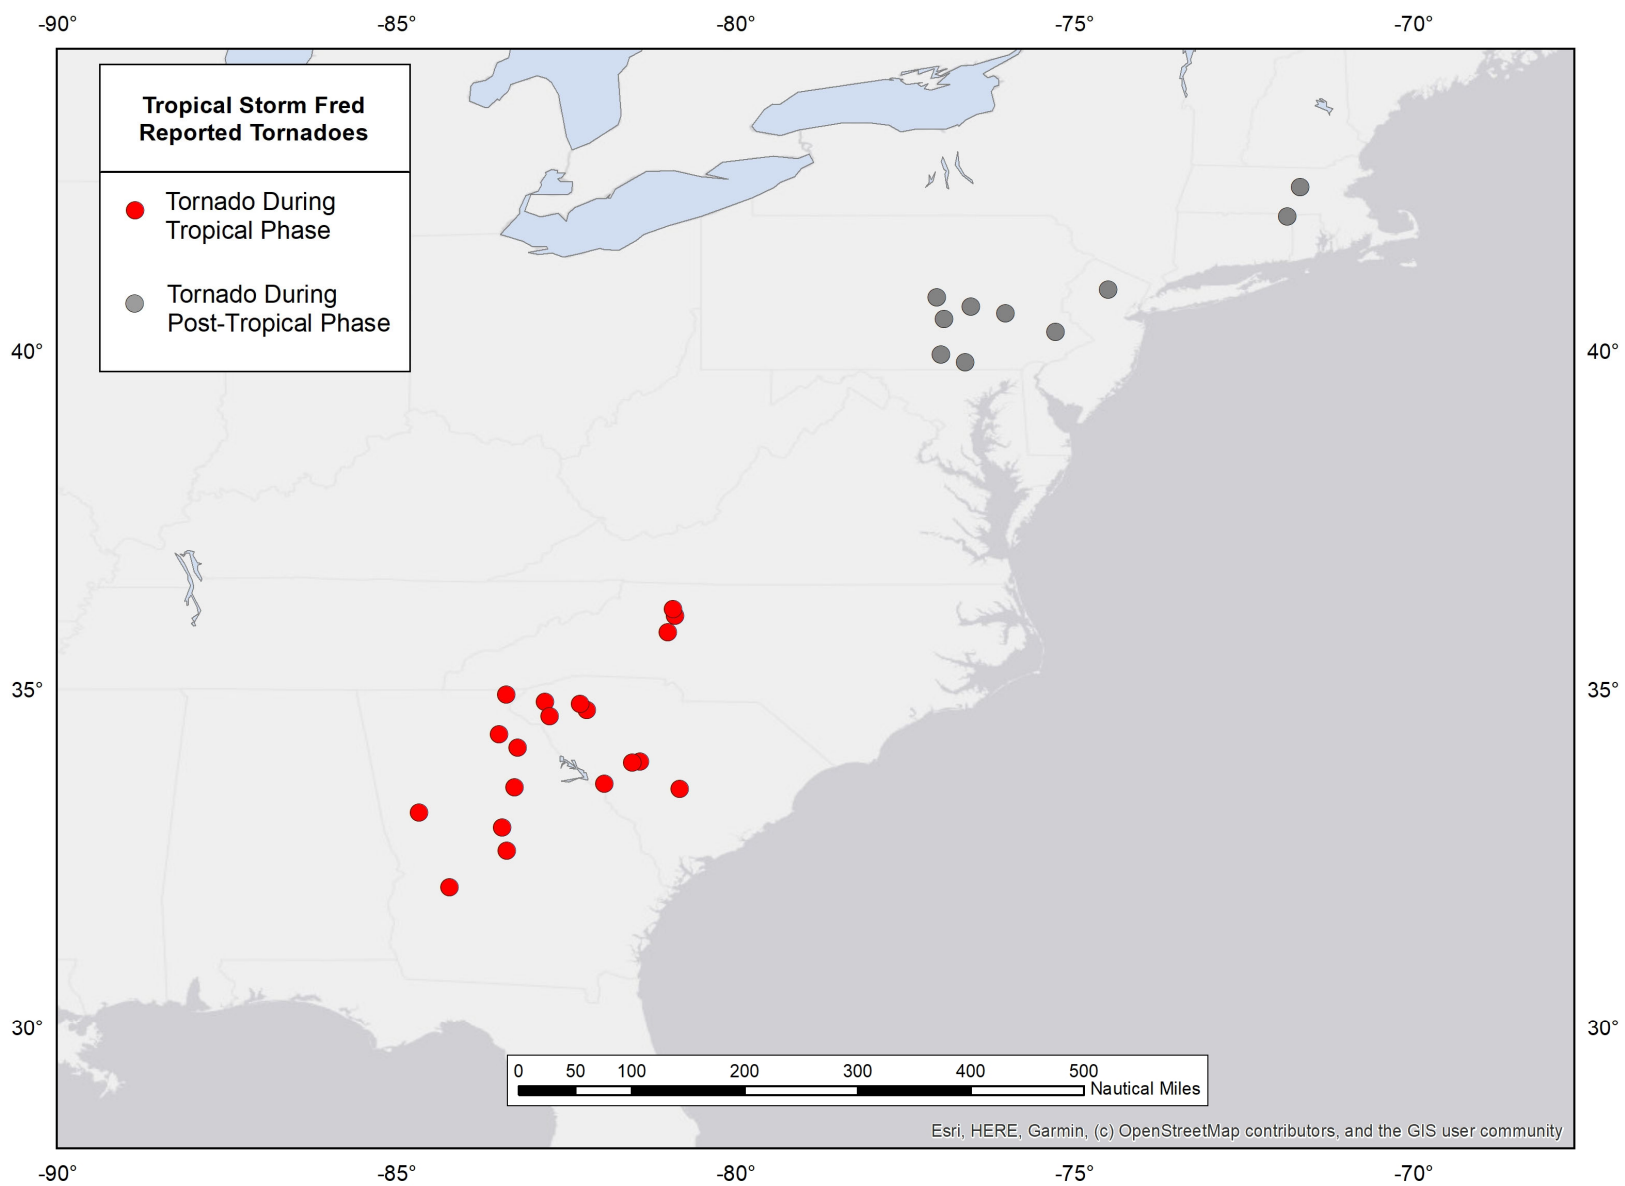 -90° -85° -80° -75° -70°
Tropical Storm Fred
Reported Tornadoes
Tornado During
Tropical Phase
Tornado During
Post-Tropical Phase
40° 40°
35° 35°
30° 30°
0 50 100 200 300 400 500
Nautical Miles
Esri, HERE, Garmin, (c) OpenStreetMap contributors, and the GIS user community
-90° -85° -80° -75° -70°